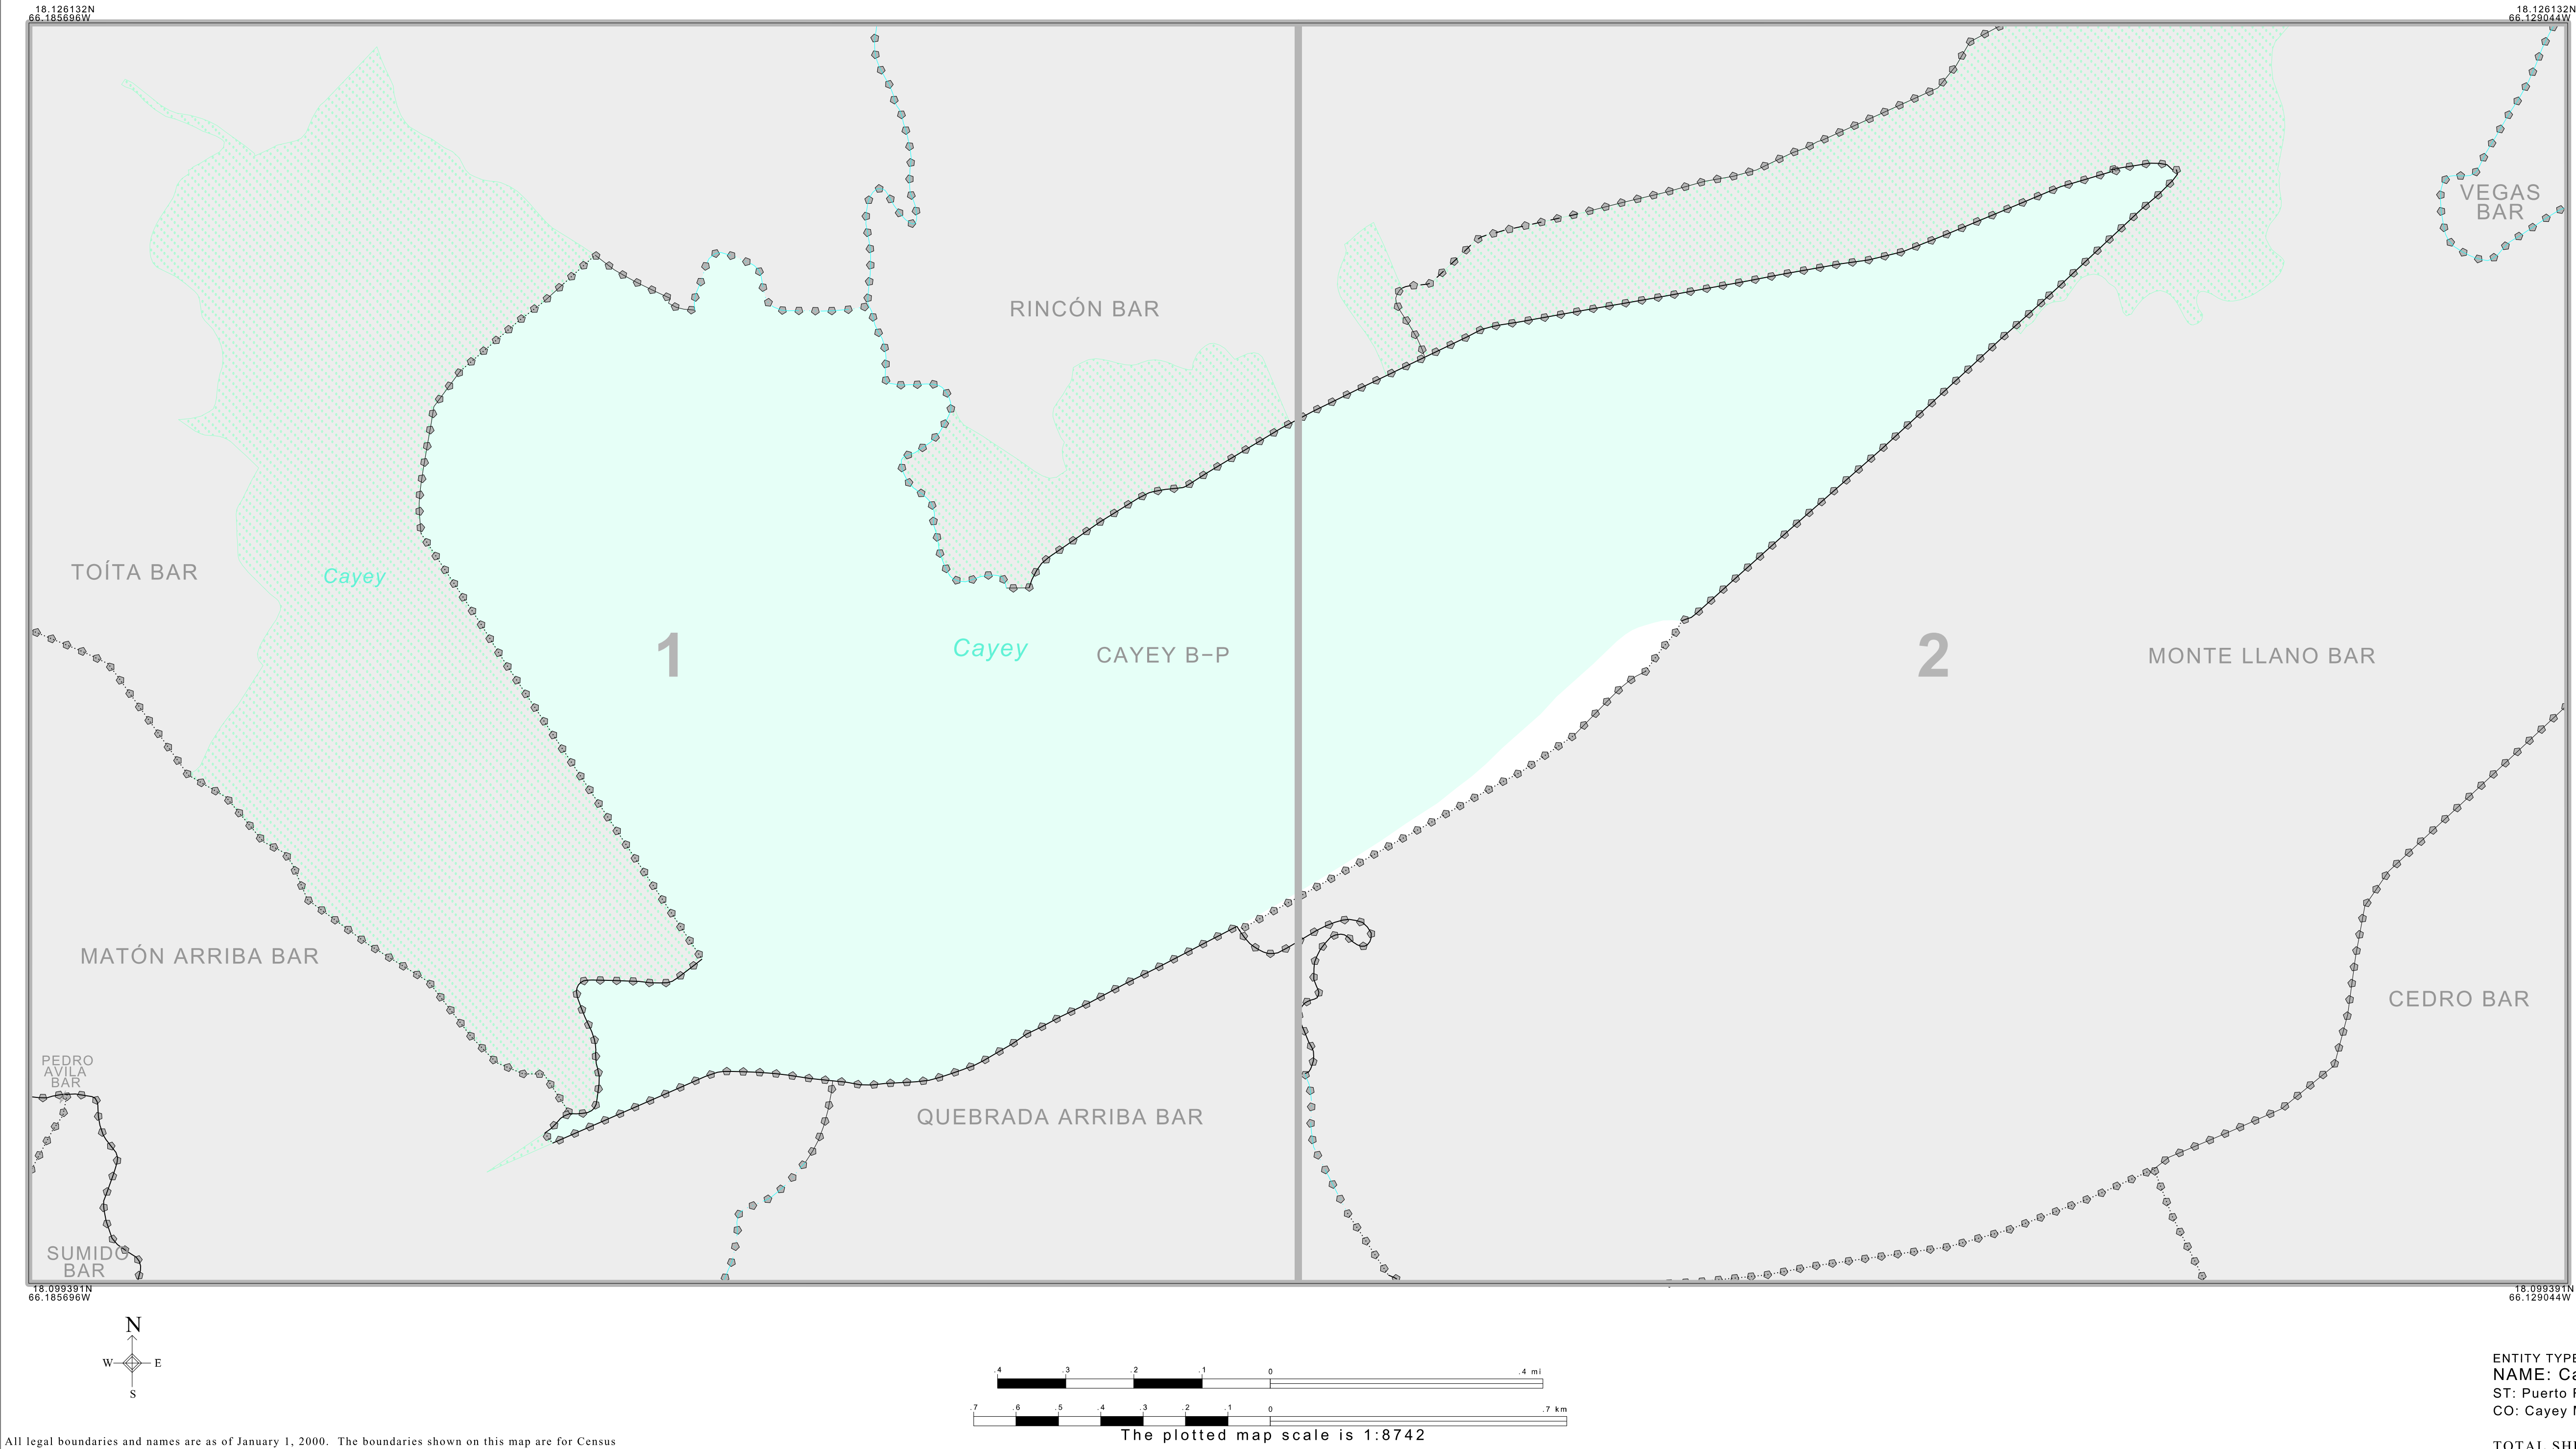 18.126132N
66.185696W
18.126132N
66.129044W
VEGAS
BAR
RINCÓN BAR
TOÍTA BAR
Cayey
1
Cayey
CAYEY B-P
2
MONTE LLANO BAR
MATÓN ARRIBA BAR
CEDRO BAR
PEDRO
AVILA
BAR
QUEBRADA ARRIBA BAR
SUMIDO
BAR
18.099391N
66.185696W
18.099391N
66.129044W
N
W E
S
.4 .3 .2 .1 0 .4 mi
.7 .6 .5 .4 .3 .2 .1 0 .7 km
The plotted map scale is 1:8742
ENTITY TYPE
NAME: Ca
ST: Puerto
CO: Cayey
All legal boundaries and names are as of January 1, 2000. The boundaries shown on this map are for Census
TOTAL